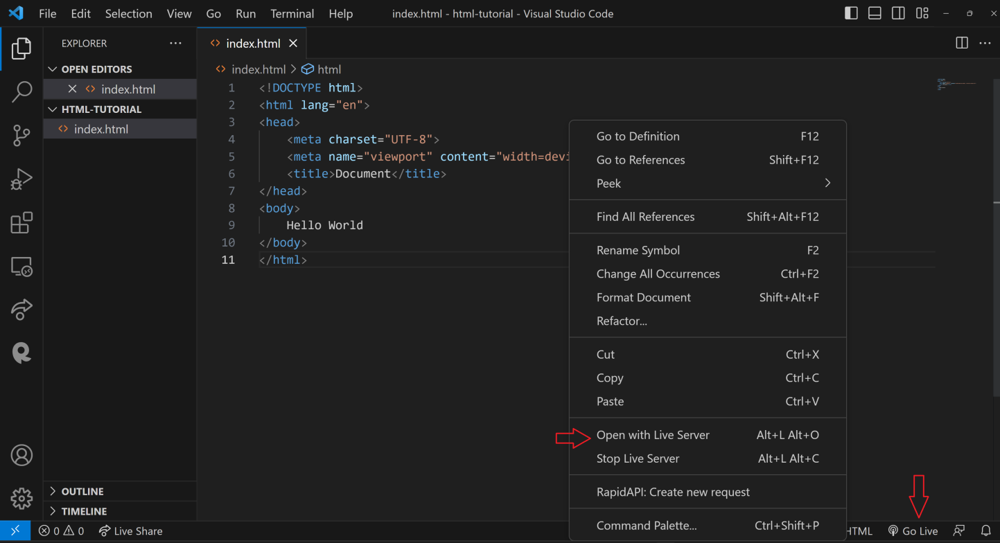 File Edit Selection View Go Run Terminal Help index.html - html-tutorial - Visual Studio Code
EXPLORER
OPEN EDITORS
index.html
HTML-TUTORIAL
index.html
OUTLINE
TIMELINE
index.html
index.html > html
1 <!DOCTYPE html>
2 <html lang="en">
3 <head>
4 <meta charset="UTF-8">
5 <meta name="viewport" content="width=devi
6 <title>Document</title>
7 </head>
8 <body>
9 Hello World
10 </body>
11 </html>
Go to Definition F12
Go to References Shift+F12
Peek
Find All References Shift+Alt+F12
Rename Symbol F2
Change All Occurrences Ctrl+F2
Format Document Shift+Alt+F
Refactor...
Cut Ctrl+X
Copy Ctrl+C
Paste Ctrl+V
Open with Live Server Alt+L Alt+O
Stop Live Server Alt+L Alt+C
RapidAPI: Create new request
Command Palette... Ctrl+Shift+P
0 0 Live Share HTML Go Live